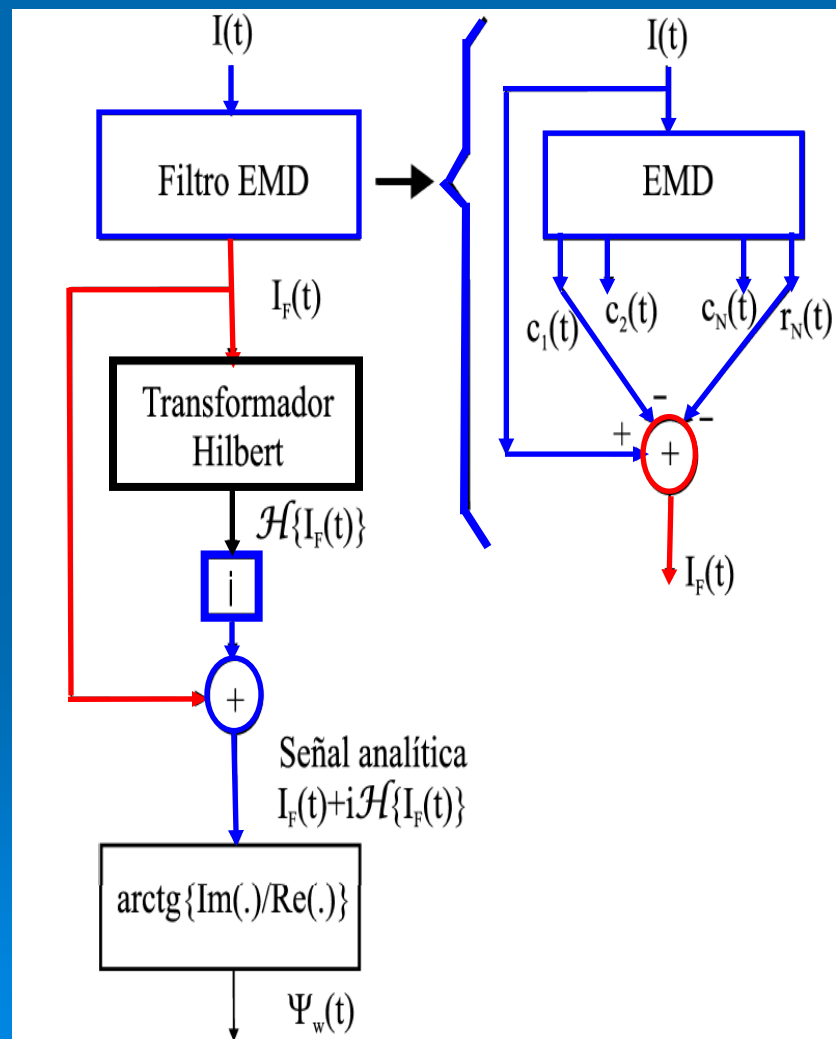 I(t)
Filtro EMD
I_F(t)
Transformador
Hilbert
ℋ{I_F(t)}
i
+
Señal analítica
I_F(t)+iℋ{I_F(t)}
arctg{Im(.)/Re(.)}
Ψ_w(t)
I(t)
EMD
c_1(t)
c_2(t)
c_N(t)
r_N(t)
−
−
+
+
I_F(t)